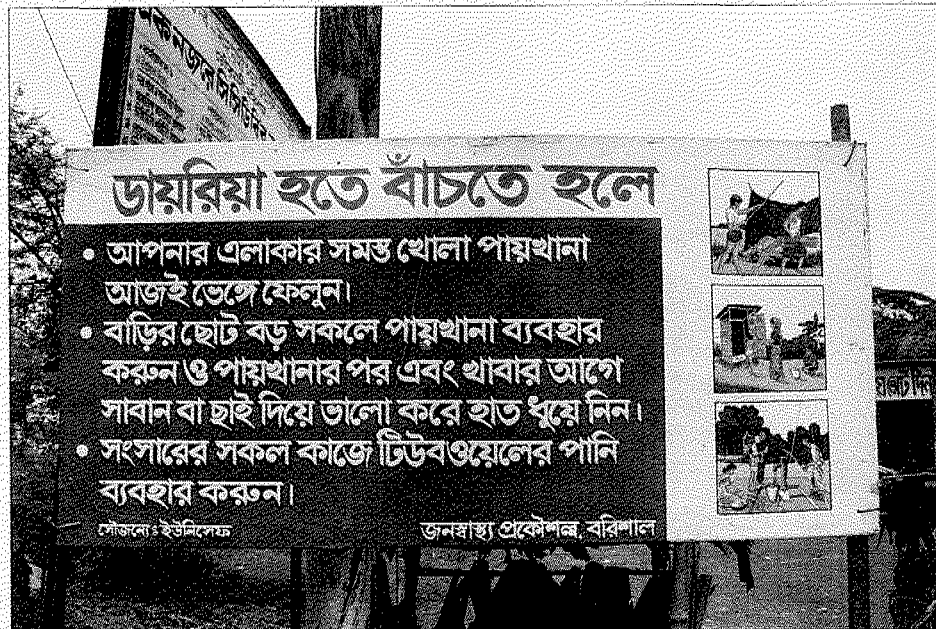 ডায়রিয়া হতে বাঁচতে হলে
• আপনার এলাকার সমস্ত খোলা পায়খানা
আজই ভেঙ্গে ফেলুন।
• বাড়ির ছোট বড় সকলে পায়খানা ব্যবহার
করুন ও পায়খানার পর এবং খাবার আগে
সাবান বা ছাই দিয়ে ভালো করে হাত ধুয়ে নিন।
• সংসারের সকল কাজে টিউবওয়েলের পানি
ব্যবহার করুন।
সৌজন্যেঃ ইউনিসেফ
জনস্বাস্থ্য প্রকৌশল, বরিশাল